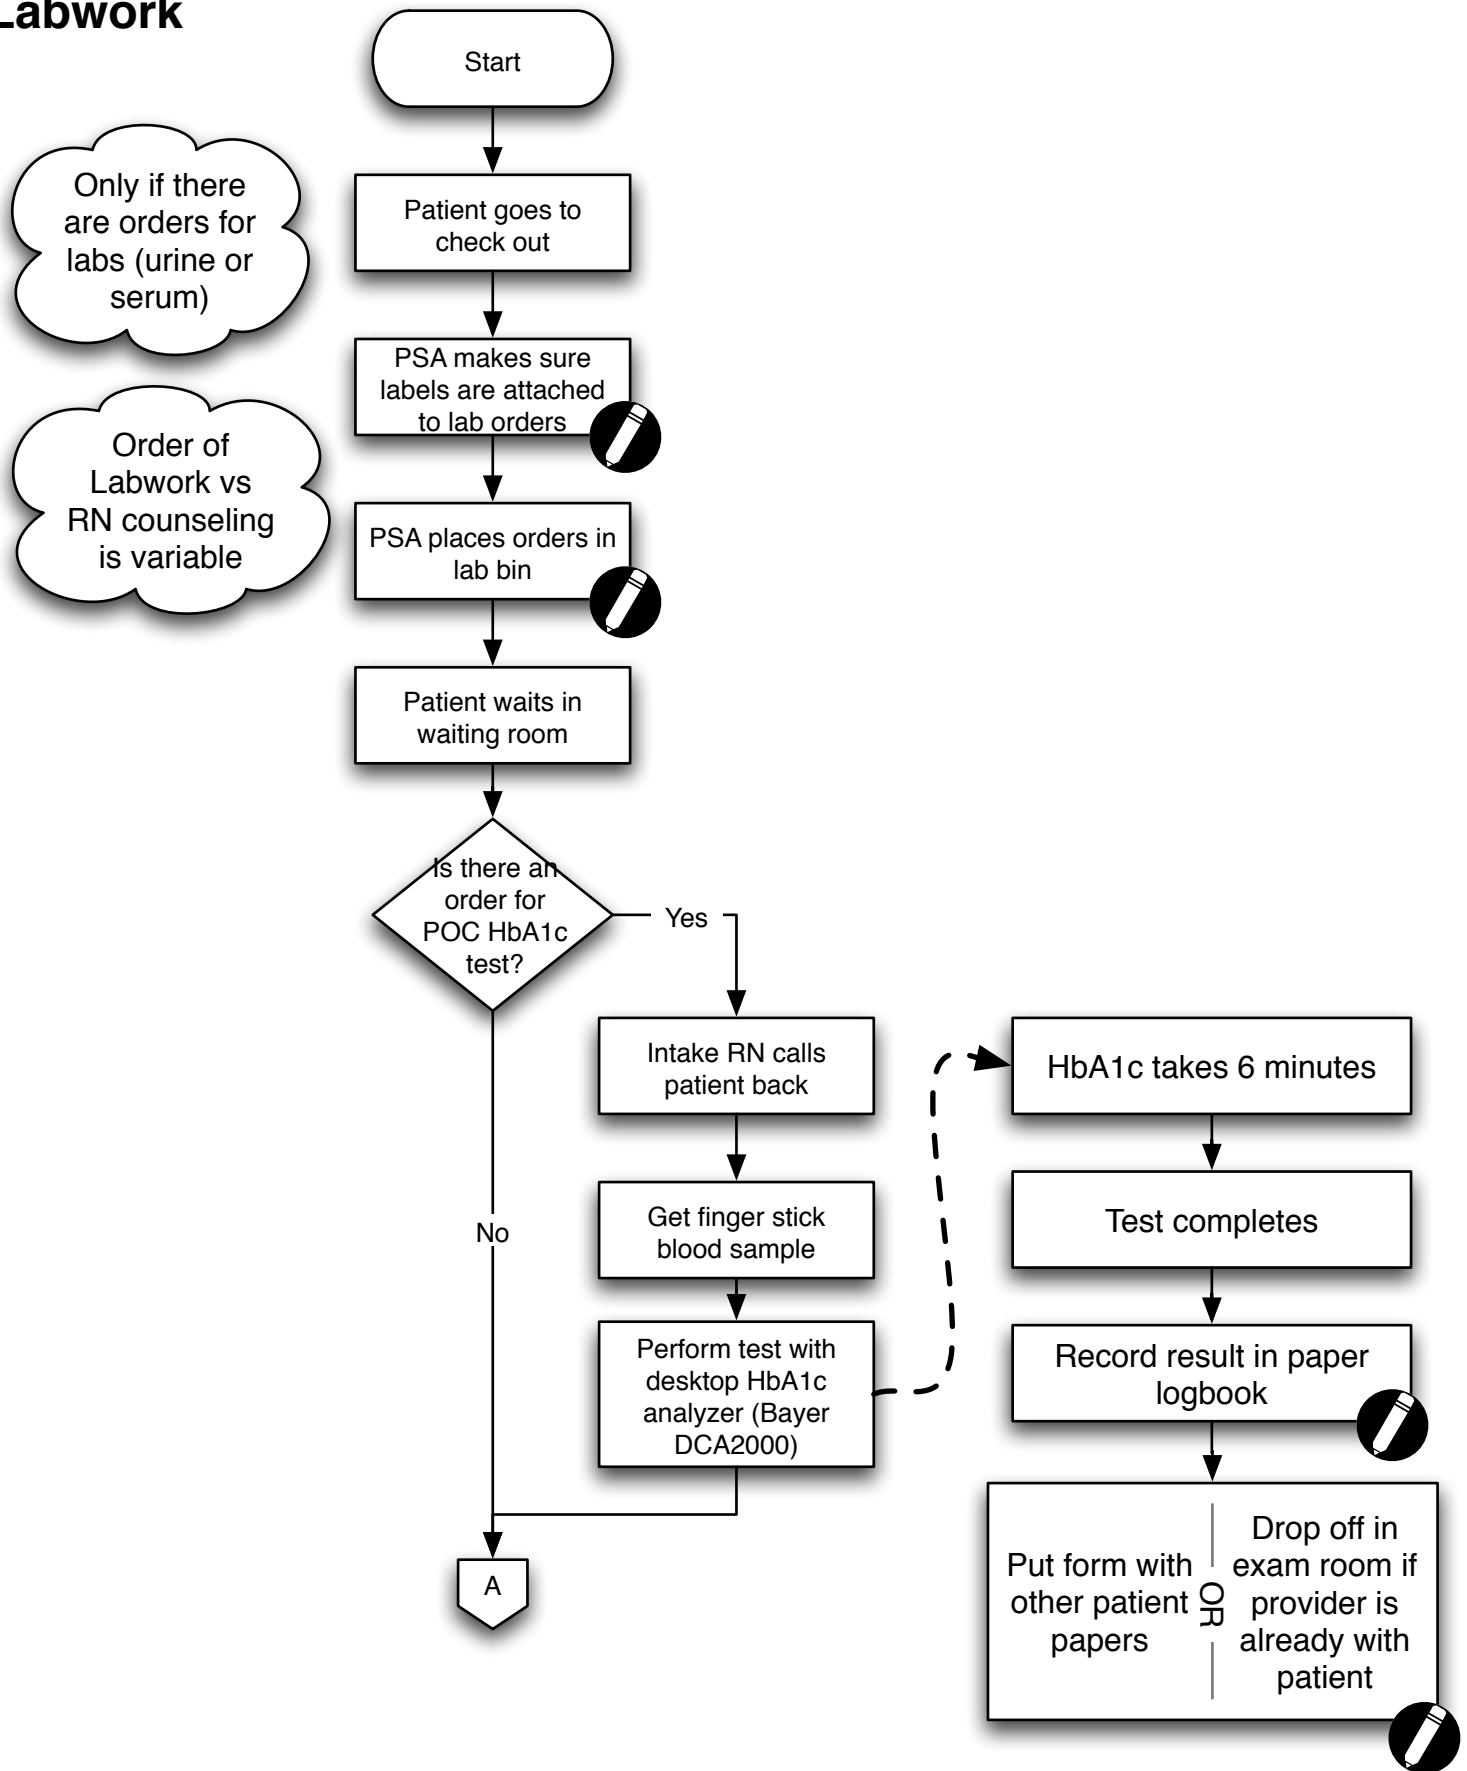 Labwork
Start
Only if there
are orders for
labs (urine or
serum)
Patient goes to
check out
PSA makes sure
labels are attached
to lab orders
Order of
Labwork vs
RN counseling
is variable
PSA places orders in
lab bin
Patient waits in
waiting room
Is there an
order for
POC HbA1c
test?
Yes
No
Intake RN calls
patient back
Get finger stick
blood sample
Perform test with
desktop HbA1c
analyzer (Bayer
DCA2000)
A
HbA1c takes 6 minutes
Test completes
Record result in paper
logbook
Put form with
other patient
papers
OR
Drop off in
exam room if
provider is
already with
patient